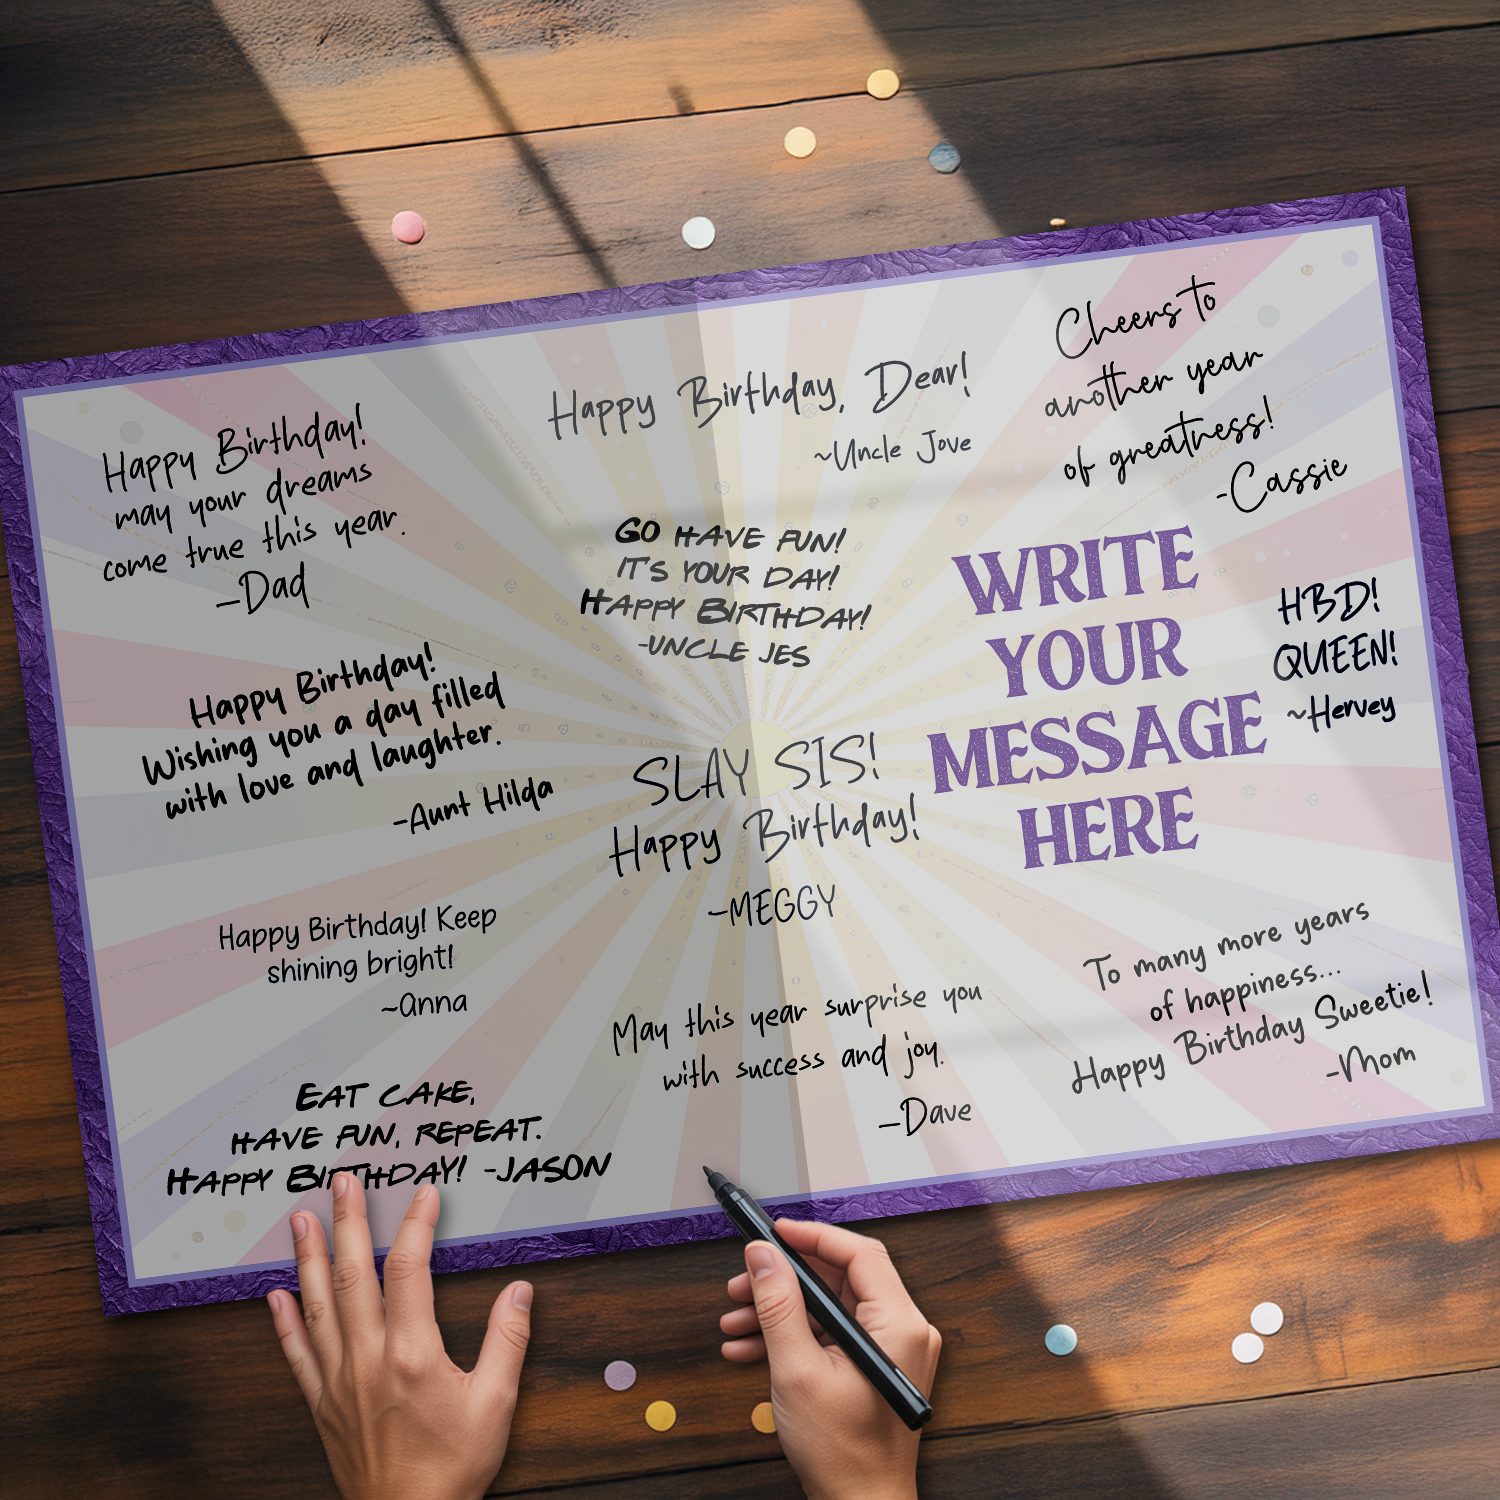 Happy Birthday!
may your dreams
come true this year.
–Dad
Happy Birthday, Dear!
~Uncle Jove
Cheers to
another year
of greatness!
-Cassie
GO HAVE FUN!
IT'S YOUR DAY!
HAPPY BIRTHDAY!
-UNCLE JES
WRITE
YOUR
MESSAGE
HERE
HBD!
QUEEN!
~Hervey
Happy Birthday!
Wishing you a day filled
with love and laughter.
-Aunt Hilda
SLAY SIS!
Happy Birthday!
–MEGGY
Happy Birthday! Keep
shining bright!
~Anna
May this year surprise you
with success and joy.
–Dave
To many more years
of happiness...
Happy Birthday Sweetie!
-Mom
EAT CAKE,
HAVE FUN, REPEAT.
HAPPY BIRTHDAY! -JASON